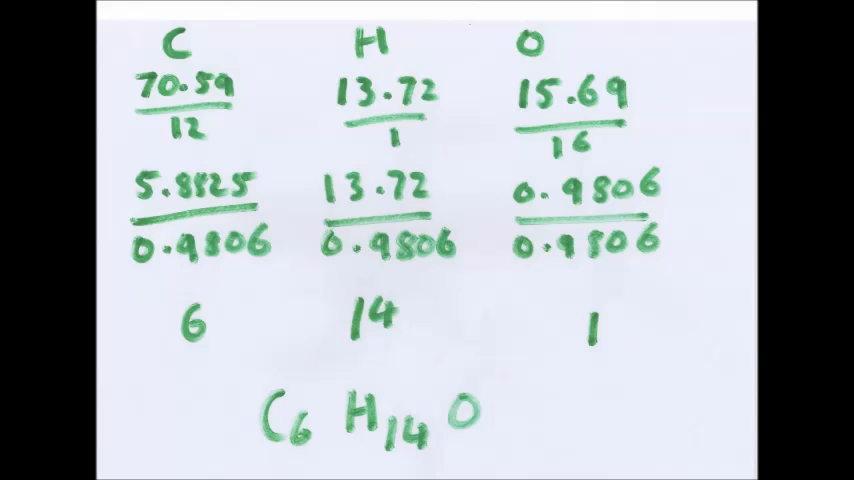 C H O
70.59 13.72 15.69
12 1 16
5.8825 13.72 0.9806
0.9806 0.9806 0.9806
6 14 1
C6 H14 O